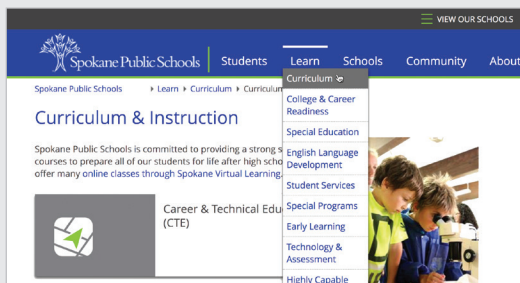 VIEW OUR SCHOOLS
Spokane Public Schools
Students
Learn
Schools
Community
About
Spokane Public Schools
Learn
Curriculum
Curriculum
Curriculum & Instruction
Spokane Public Schools is committed to providing a strong
courses to prepare all of our students for life after high
offer many online classes through Spokane Virtual Learning.
Career & Technical
(CTE)
Curriculum
College & Career
Readiness
Special Education
English Language
Development
Student Services
Special Programs
Early Learning
Technology &
Assessment
Highly Capable